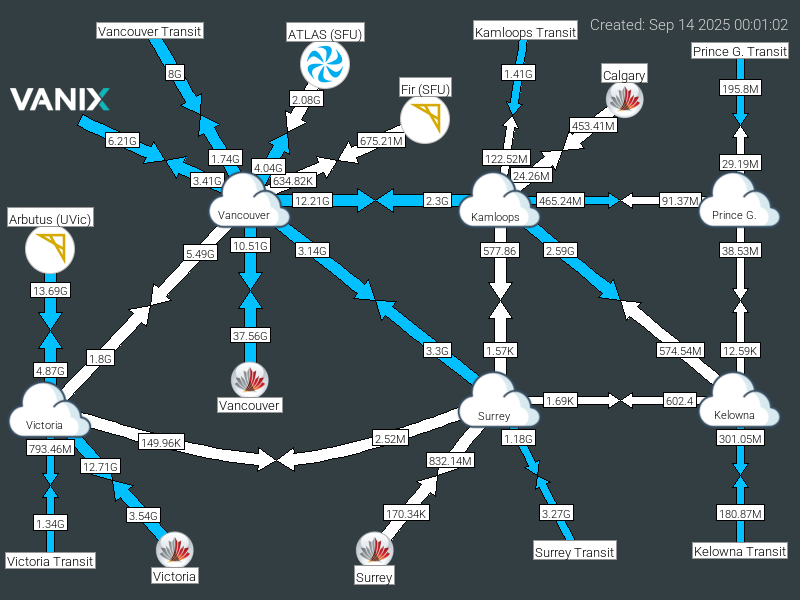 Created: Sep 14 2025 00:01:02
Vancouver Transit
ATLAS (SFU)
Kamloops Transit
Prince G. Transit
8G
2.08G
1.41G
Calgary
195.8M
Fir (SFU)
VANIX
6.21G
675.21M
453.41M
1.74G
122.52M
29.19M
3.41G
4.04G
634.82K
24.26M
12.21G
2.3G
465.24M
91.37M
Vancouver
Kamloops
Prince G.
Arbutus (UVic)
5.49G
10.51G
3.14G
577.86
2.59G
38.53M
13.69G
37.56G
1.8G
3.3G
1.57K
574.54M
12.59K
4.87G
Vancouver
1.69K
602.4
Victoria
Surrey
Kelowna
793.46M
149.96K
2.52M
1.18G
301.05M
12.71G
832.14M
1.34G
3.54G
170.34K
3.27G
180.87M
Victoria Transit
Victoria
Surrey
Surrey Transit
Kelowna Transit